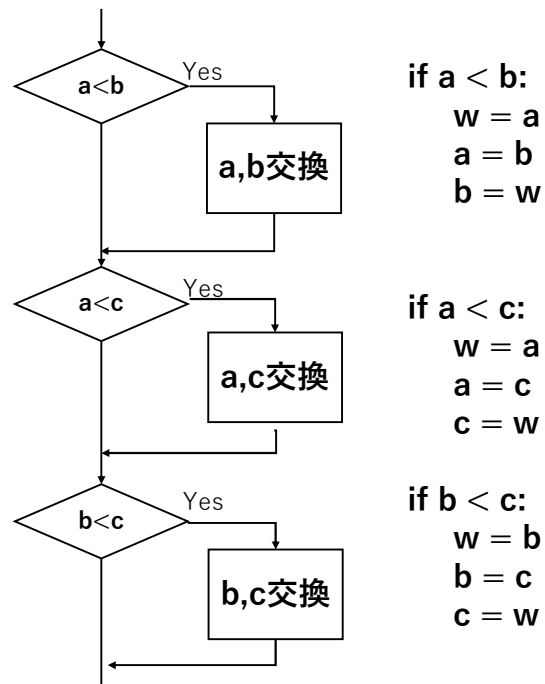 a<b
Yes
a,b交換
if a < b:
w = a
a = b
b = w
a<c
Yes
a,c交換
if a < c:
w = a
a = c
c = w
b<c
Yes
b,c交換
if b < c:
w = b
b = c
c = w